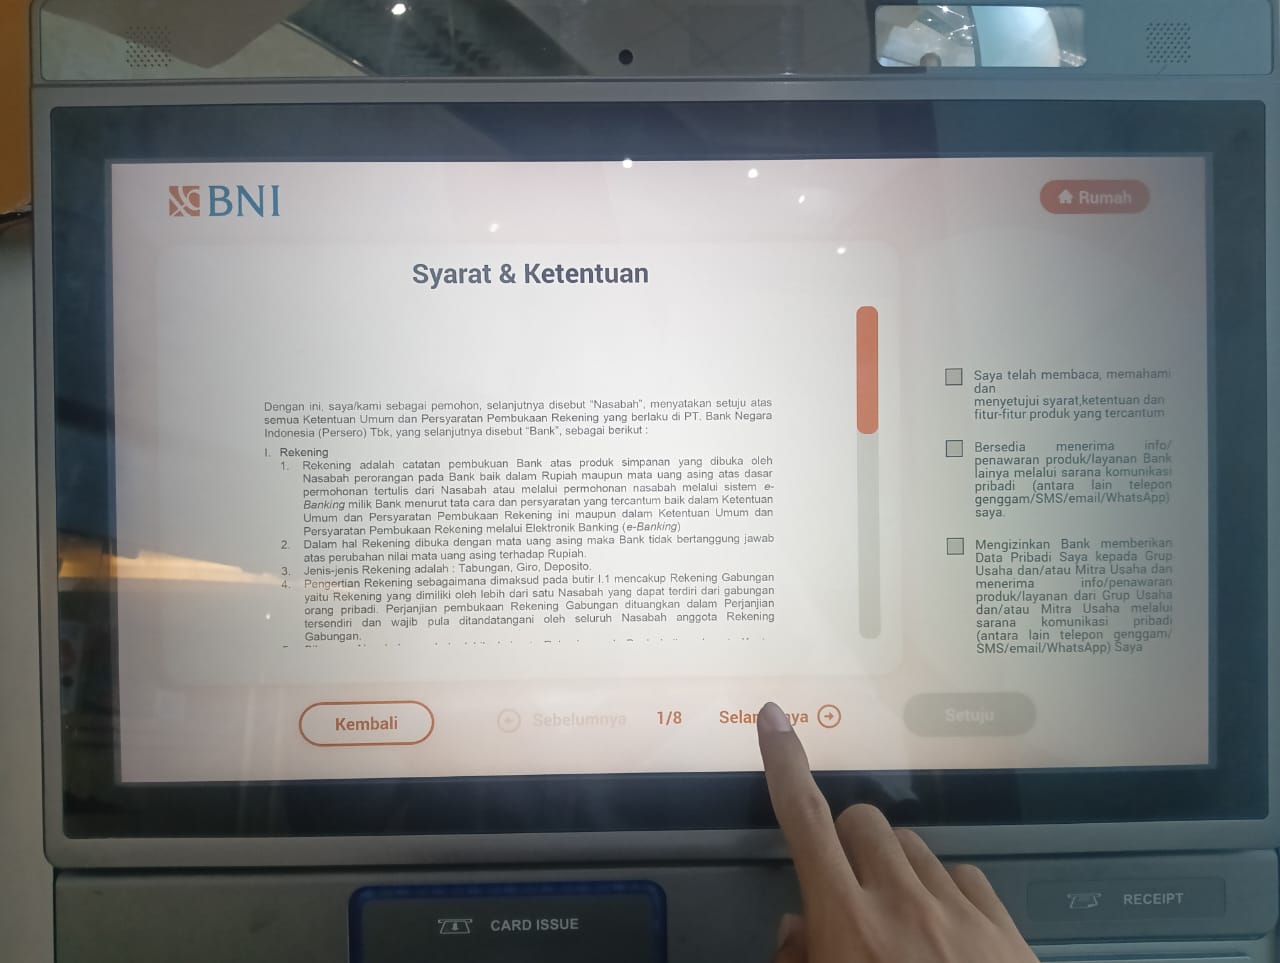 BNI
Rumah
Syarat & Ketentuan
Dengan ini, saya/kami sebagai pemohon, selanjutnya disebut "Nasabah", menyatakan setuju atas
semua Ketentuan Umum dan Persyaratan Pembukaan Rekening yang berlaku di PT. Bank Negara
Indonesia (Persero) Tbk, yang selanjutnya disebut "Bank", sebagai berikut :
I. Rekening
1. Rekening adalah catatan pembukuan Bank atas produk simpanan yang dibuka oleh
Nasabah perorangan pada Bank baik dalam Rupiah maupun mata uang asing atas dasar
permohonan tertulis dari Nasabah atau melalui permohonan nasabah melalui sistem e-
Banking milik Bank menurut tata cara dan persyaratan yang tercantum baik dalam Ketentuan
Umum dan Persyaratan Pembukaan Rekening ini maupun dalam Ketentuan Umum dan
Persyaratan Pembukaan Rekening melalui Elektronik Banking (e-Banking)
2. Dalam hal Rekening dibuka dengan mata uang asing maka Bank tidak bertanggung jawab
atas perubahan nilai mata uang asing terhadap Rupiah.
3. Jenis-jenis Rekening adalah : Tabungan, Giro, Deposito.
4. Pengertian Rekening sebagaimana dimaksud pada butir I.1 mencakup Rekening Gabungan
yaitu Rekening yang dimiliki oleh lebih dari satu Nasabah yang dapat terdiri dari gabungan
orang pribadi. Perjanjian pembukaan Rekening Gabungan dituangkan dalam Perjanjian
tersendiri dan wajib pula ditandatangani oleh seluruh Nasabah anggota Rekening
Gabungan.
Saya telah membaca, memahami
dan
menyetujui syarat,ketentuan dan
fitur-fitur produk yang tercantum
Bersedia menerima info/
penawaran produk/layanan Bank
lainya melalui sarana komunikasi
pribadi (antara lain telepon
genggam/SMS/email/WhatsApp)
saya.
Mengizinkan Bank memberikan
Data Pribadi Saya kepada Grup
Usaha dan/atau Mitra Usaha dan
menerima info/penawaran
produk/layanan dari Grup Usaha
dan/atau Mitra Usaha melalui
sarana komunikasi pribadi
(antara lain telepon genggam/
SMS/email/WhatsApp) Saya
Kembali
Sebelumnya
1/8
Setuju
CARD ISSUE
RECEIPT